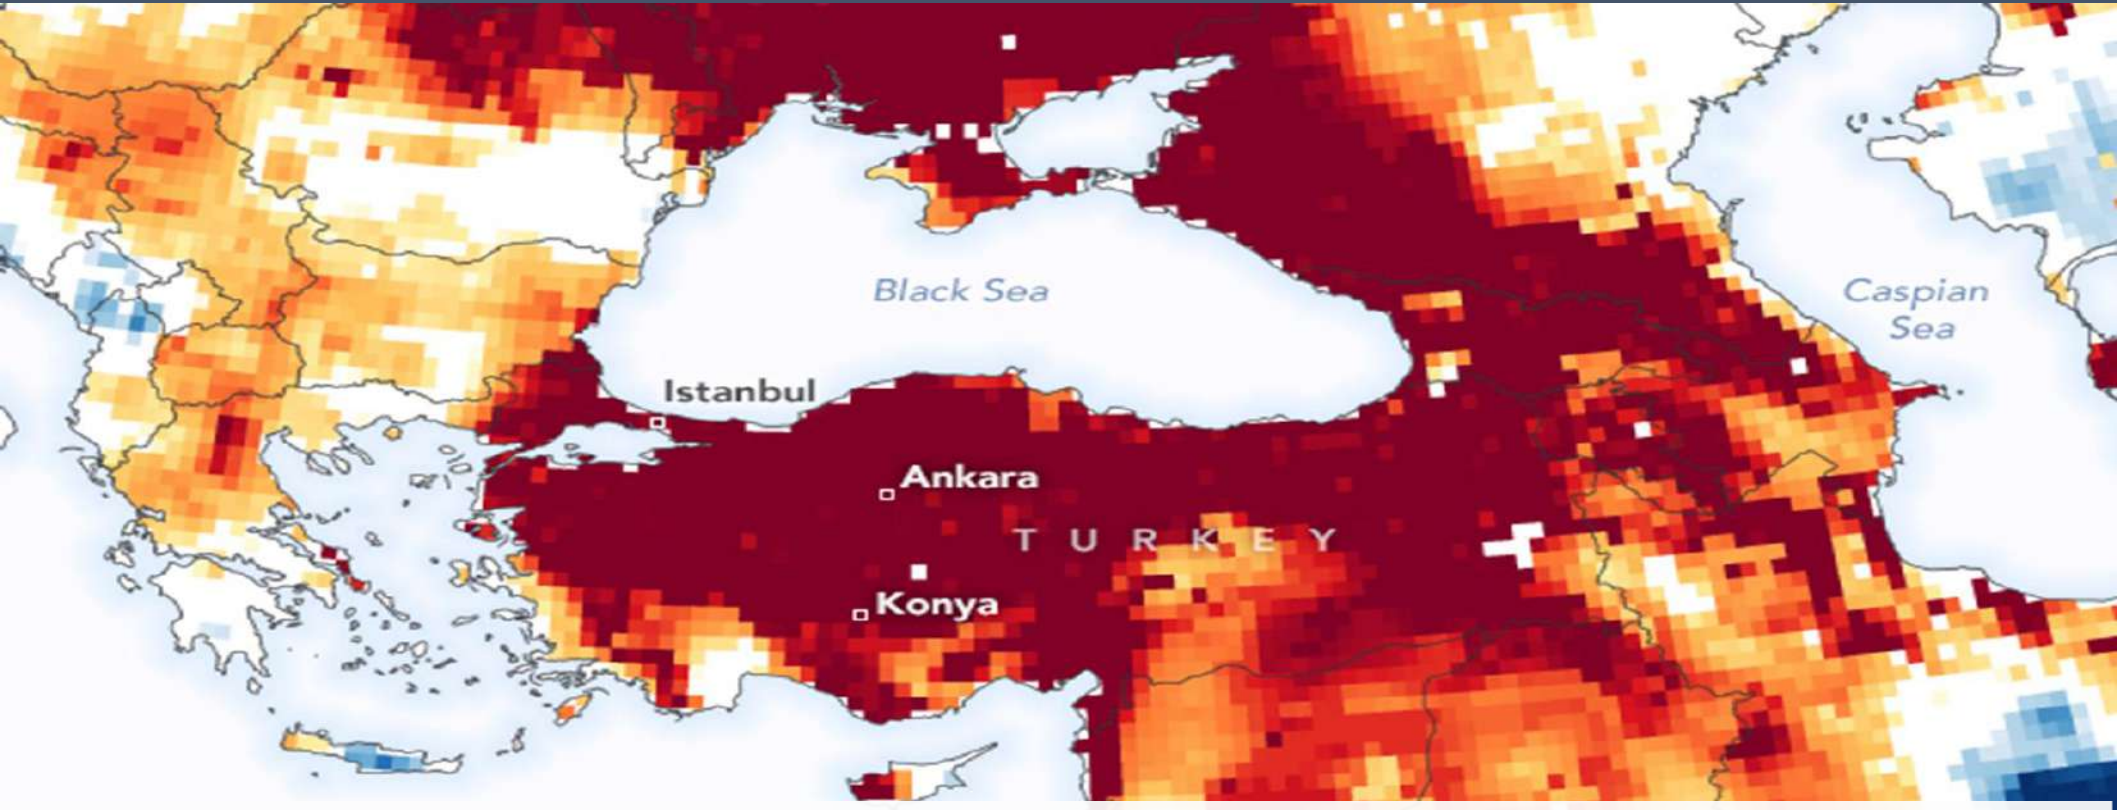 Black Sea
Caspian
Sea
Istanbul
Ankara
TURKEY
Konya